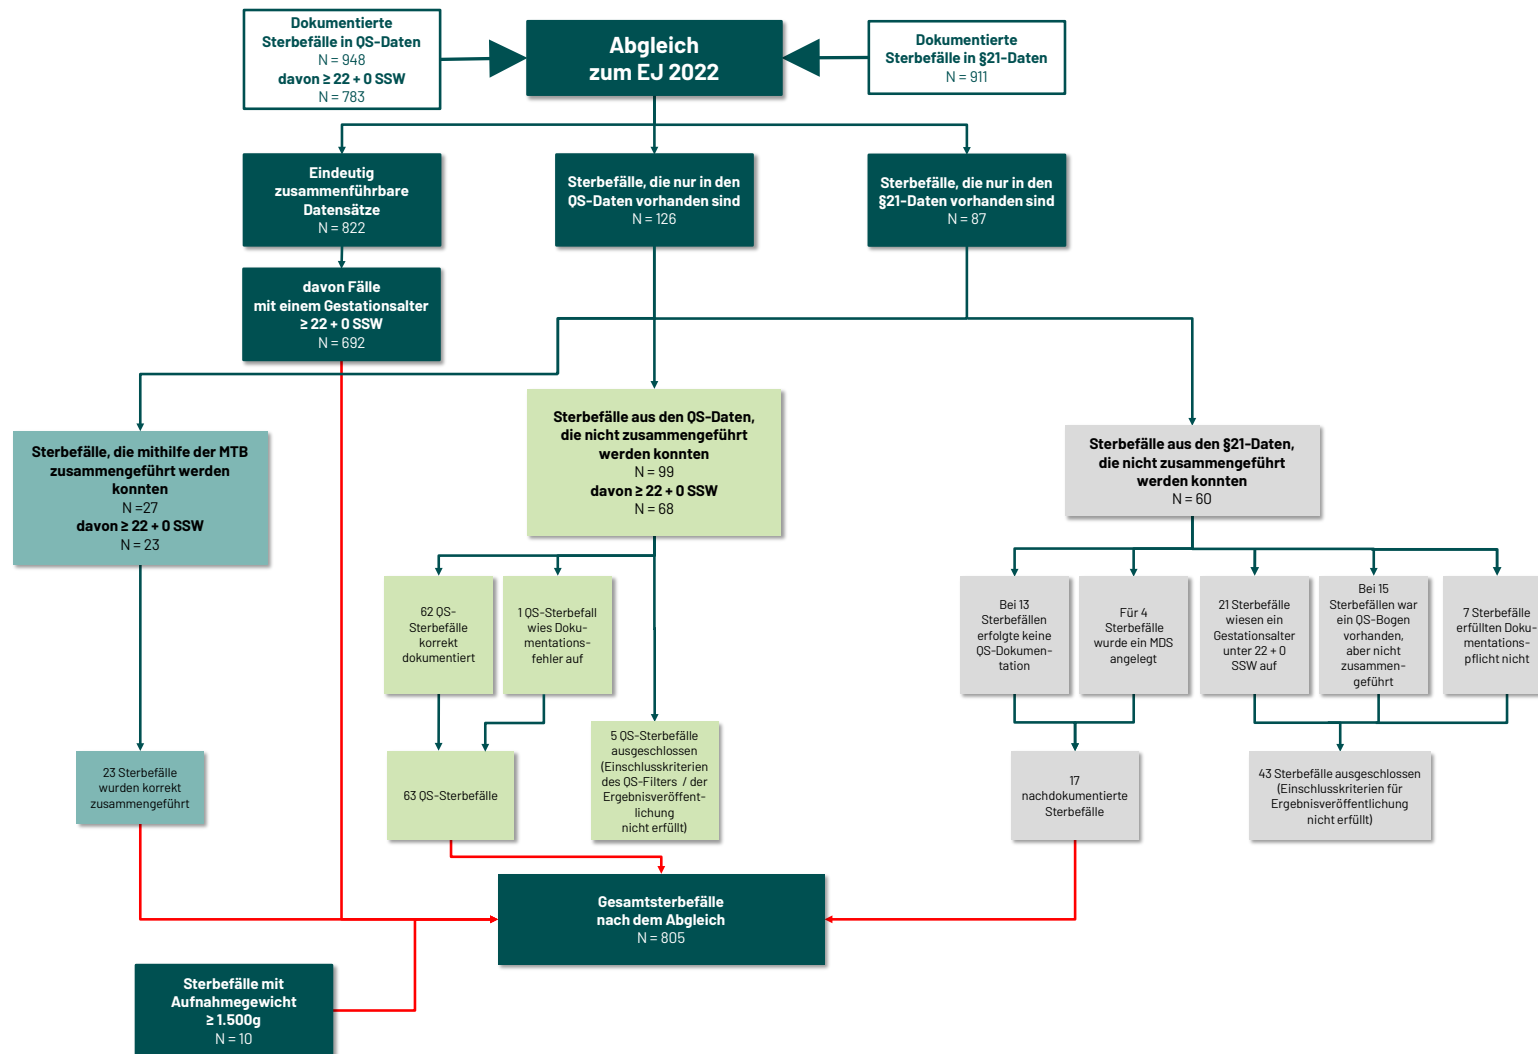 Dokumentierte
Sterbefälle in QS-Daten
N = 948
davon ≥ 22 + 0 SSW
N = 783
Abgleich
zum EJ 2022
Dokumentierte
Sterbefälle in §21-Daten
N = 911
Eindeutig
zusammenführbare
Datensätze
N = 822
Sterbefälle, die nur in den
QS-Daten vorhanden sind
N = 126
Sterbefälle, die nur in den
§21-Daten vorhanden sind
N = 87
davon Fälle
mit einem Gestationsalter
≥ 22 + 0 SSW
N = 692
Sterbefälle, die mithilfe der MTB
zusammengeführt werden
konnten
N =27
davon ≥ 22 + 0 SSW
N = 23
Sterbefälle aus den QS-Daten,
die nicht zusammengeführt
werden konnten
N = 99
davon ≥ 22 + 0 SSW
N = 68
Sterbefälle aus den §21-Daten,
die nicht zusammengeführt
werden konnten
N = 60
62 QS-
Sterbefälle
korrekt
dokumentiert
1 QS-Sterbefall
wies Doku-
mentations-
fehler auf
Bei 13
Sterbefällen
erfolgte keine
QS-Dokumen-
tation
Für 4
Sterbefälle
wurde ein MDS
angelegt
21 Sterbefälle
wiesen ein
Gestationsalter
unter 22 + 0
SSW auf
Bei 15
Sterbefällen war
ein QS-Bogen
vorhanden,
aber nicht
zusammen-
geführt
7 Sterbefälle
erfüllten Doku-
mentations-
pflicht nicht
23 Sterbefälle
wurden korrekt
zusammengeführt
63 QS-Sterbefälle
5 QS-Sterbefälle
ausgeschlossen
(Einschlusskriterien
des QS-Filters / der
Ergebnisveröffent-
lichung
nicht erfüllt)
17
nachdokumentierte
Sterbefälle
43 Sterbefälle ausgeschlossen
(Einschlusskriterien für
Ergebnisveröffentlichung
nicht erfüllt)
Gesamtsterbefälle
nach dem Abgleich
N = 805
Sterbefälle mit
Aufnahmegewicht
≥ 1.500g
N = 10